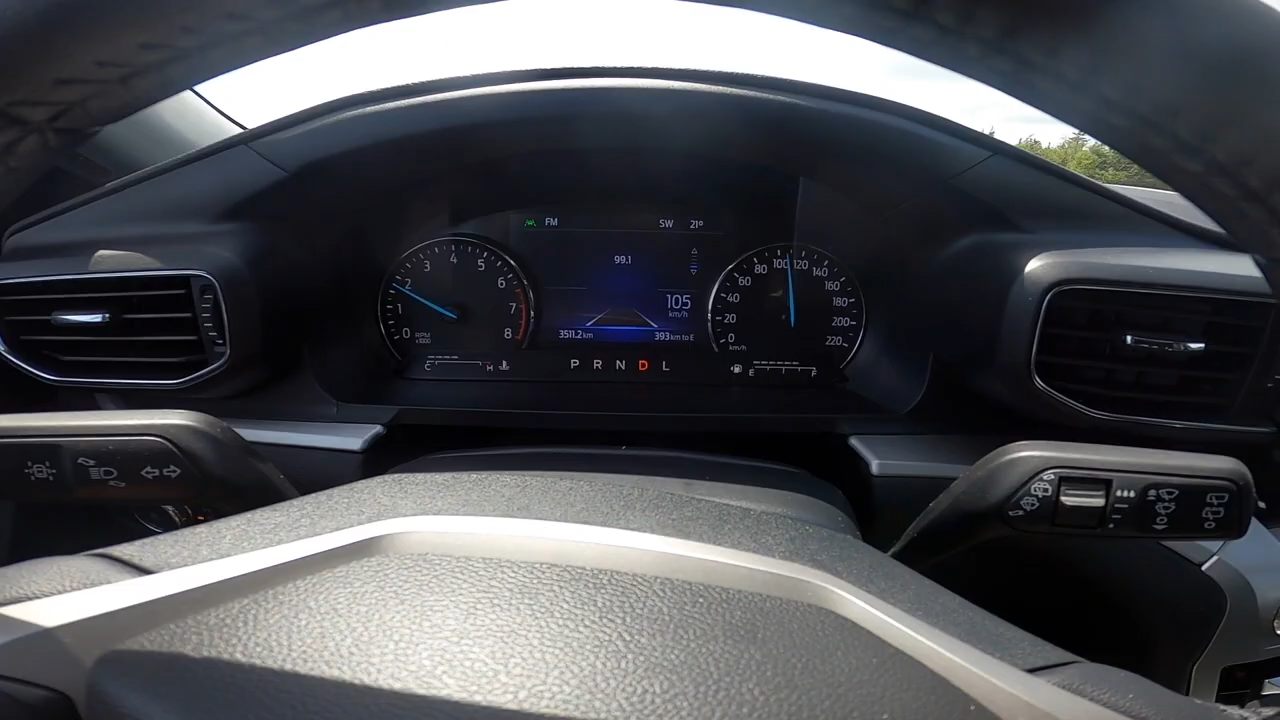 FM SW 21°
99.1
105
km/h
3511.2 km 393 km to E
P R N D L
0 1 2 3 4 5 6 7 8
RPM
x1000
C H
0 20 40 60 80 100 120 140 160 180 200 220
km/h
E F